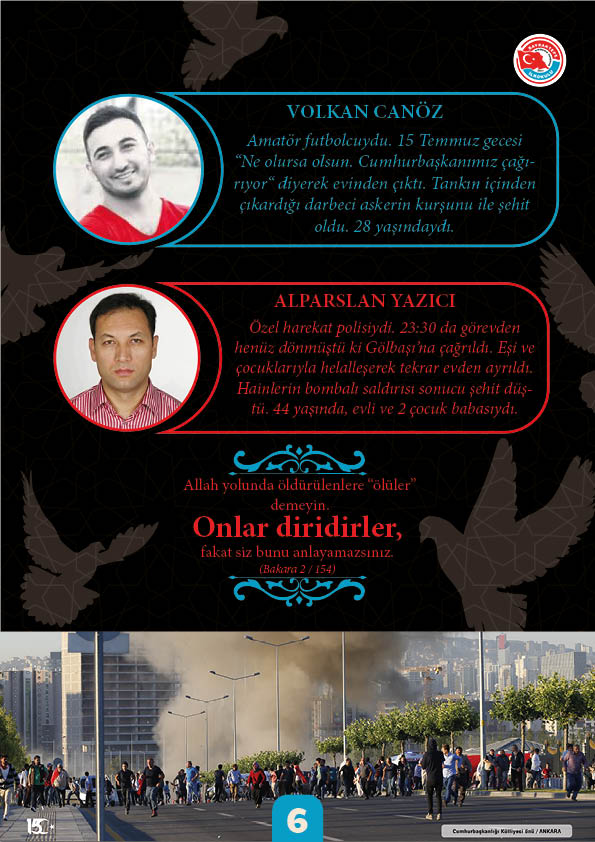 BAYRAKTEPE
İLKOKULU
VOLKAN CANÖZ
Amatör futbolcuydu. 15 Temmuz gecesi
“Ne olursa olsun. Cumhurbaşkanımız çağı-
rıyor“ diyerek evinden çıktı. Tankın içinden
çıkardığı darbeci askerin kurşunu ile şehit
oldu. 28 yaşındaydı.
ALPARSLAN YAZICI
Özel harekat polisiydi. 23:30 da görevden
henüz dönmüştü ki Gölbaşı’na çağrıldı. Eşi ve
çocuklarıyla helalleşerek tekrar evden ayrıldı.
Hainlerin bombalı saldırısı sonucu şehit düş-
tü. 44 yaşında, evli ve 2 çocuk babasıydı.
Allah yolunda öldürülenlere “ölüler”
demeyin.
Onlar diridirler,
fakat siz bunu anlayamazsınız.
(Bakara 2 / 154)
15
6
Cumhurbaşkanlığı Külliyesi önü / ANKARA